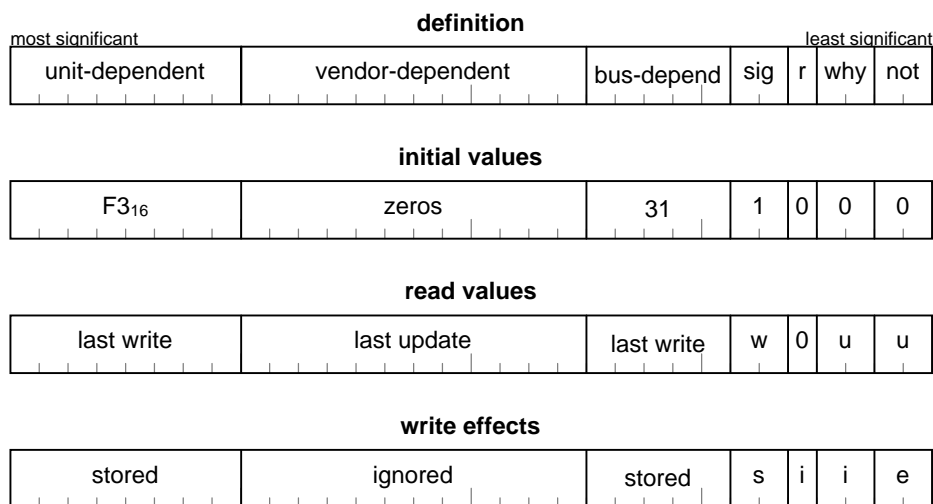 definition
most significant least significant
unit-dependent vendor-dependent bus-depend sig r why not
initial values
F3₁₆ zeros 31 1 0 0 0
read values
last write last update last write w 0 u u
write effects
stored ignored stored s i i e